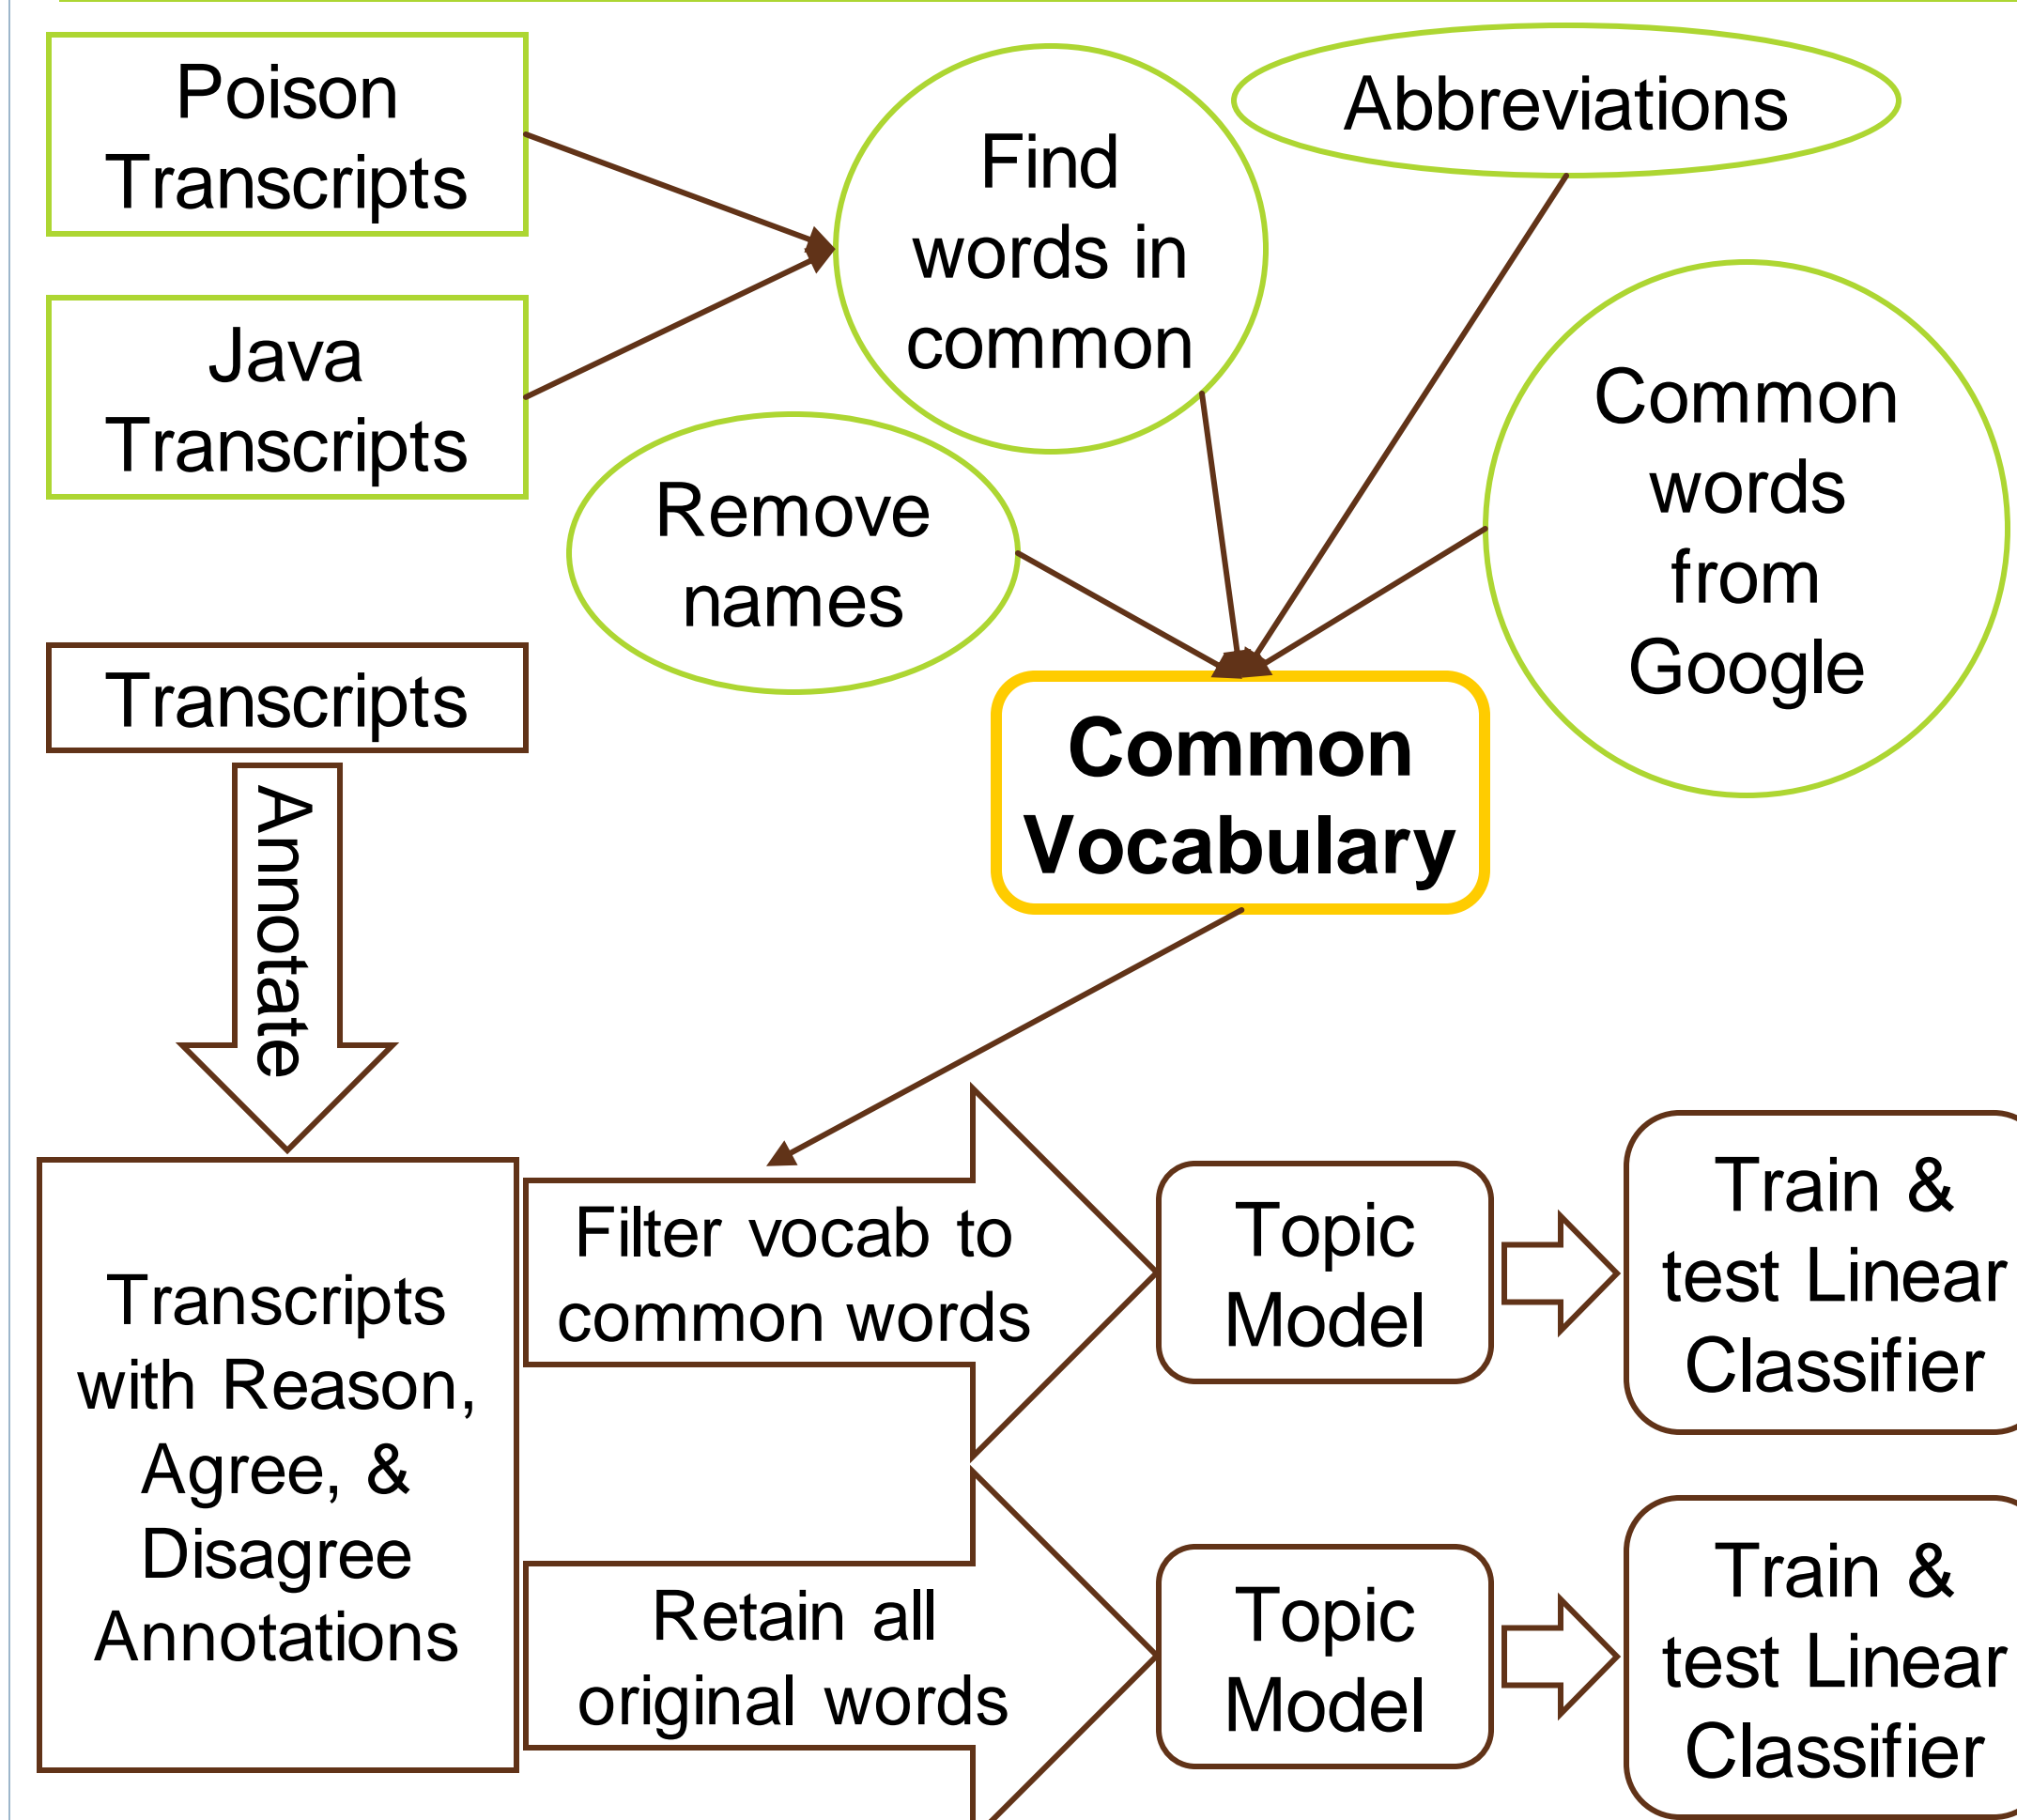 Poison
Transcripts
Java
Transcripts
Find
words in
common
Abbreviations
Common
words
from
Google
Remove
names
Common
Vocabulary
Transcripts
Annotate
Transcripts
with Reason,
Agree, &
Disagree
Annotations
Filter vocab to
common words
Topic
Model
Train &
test Linear
Classifier
Retain all
original words
Topic
Model
Train &
test Linear
Classifier